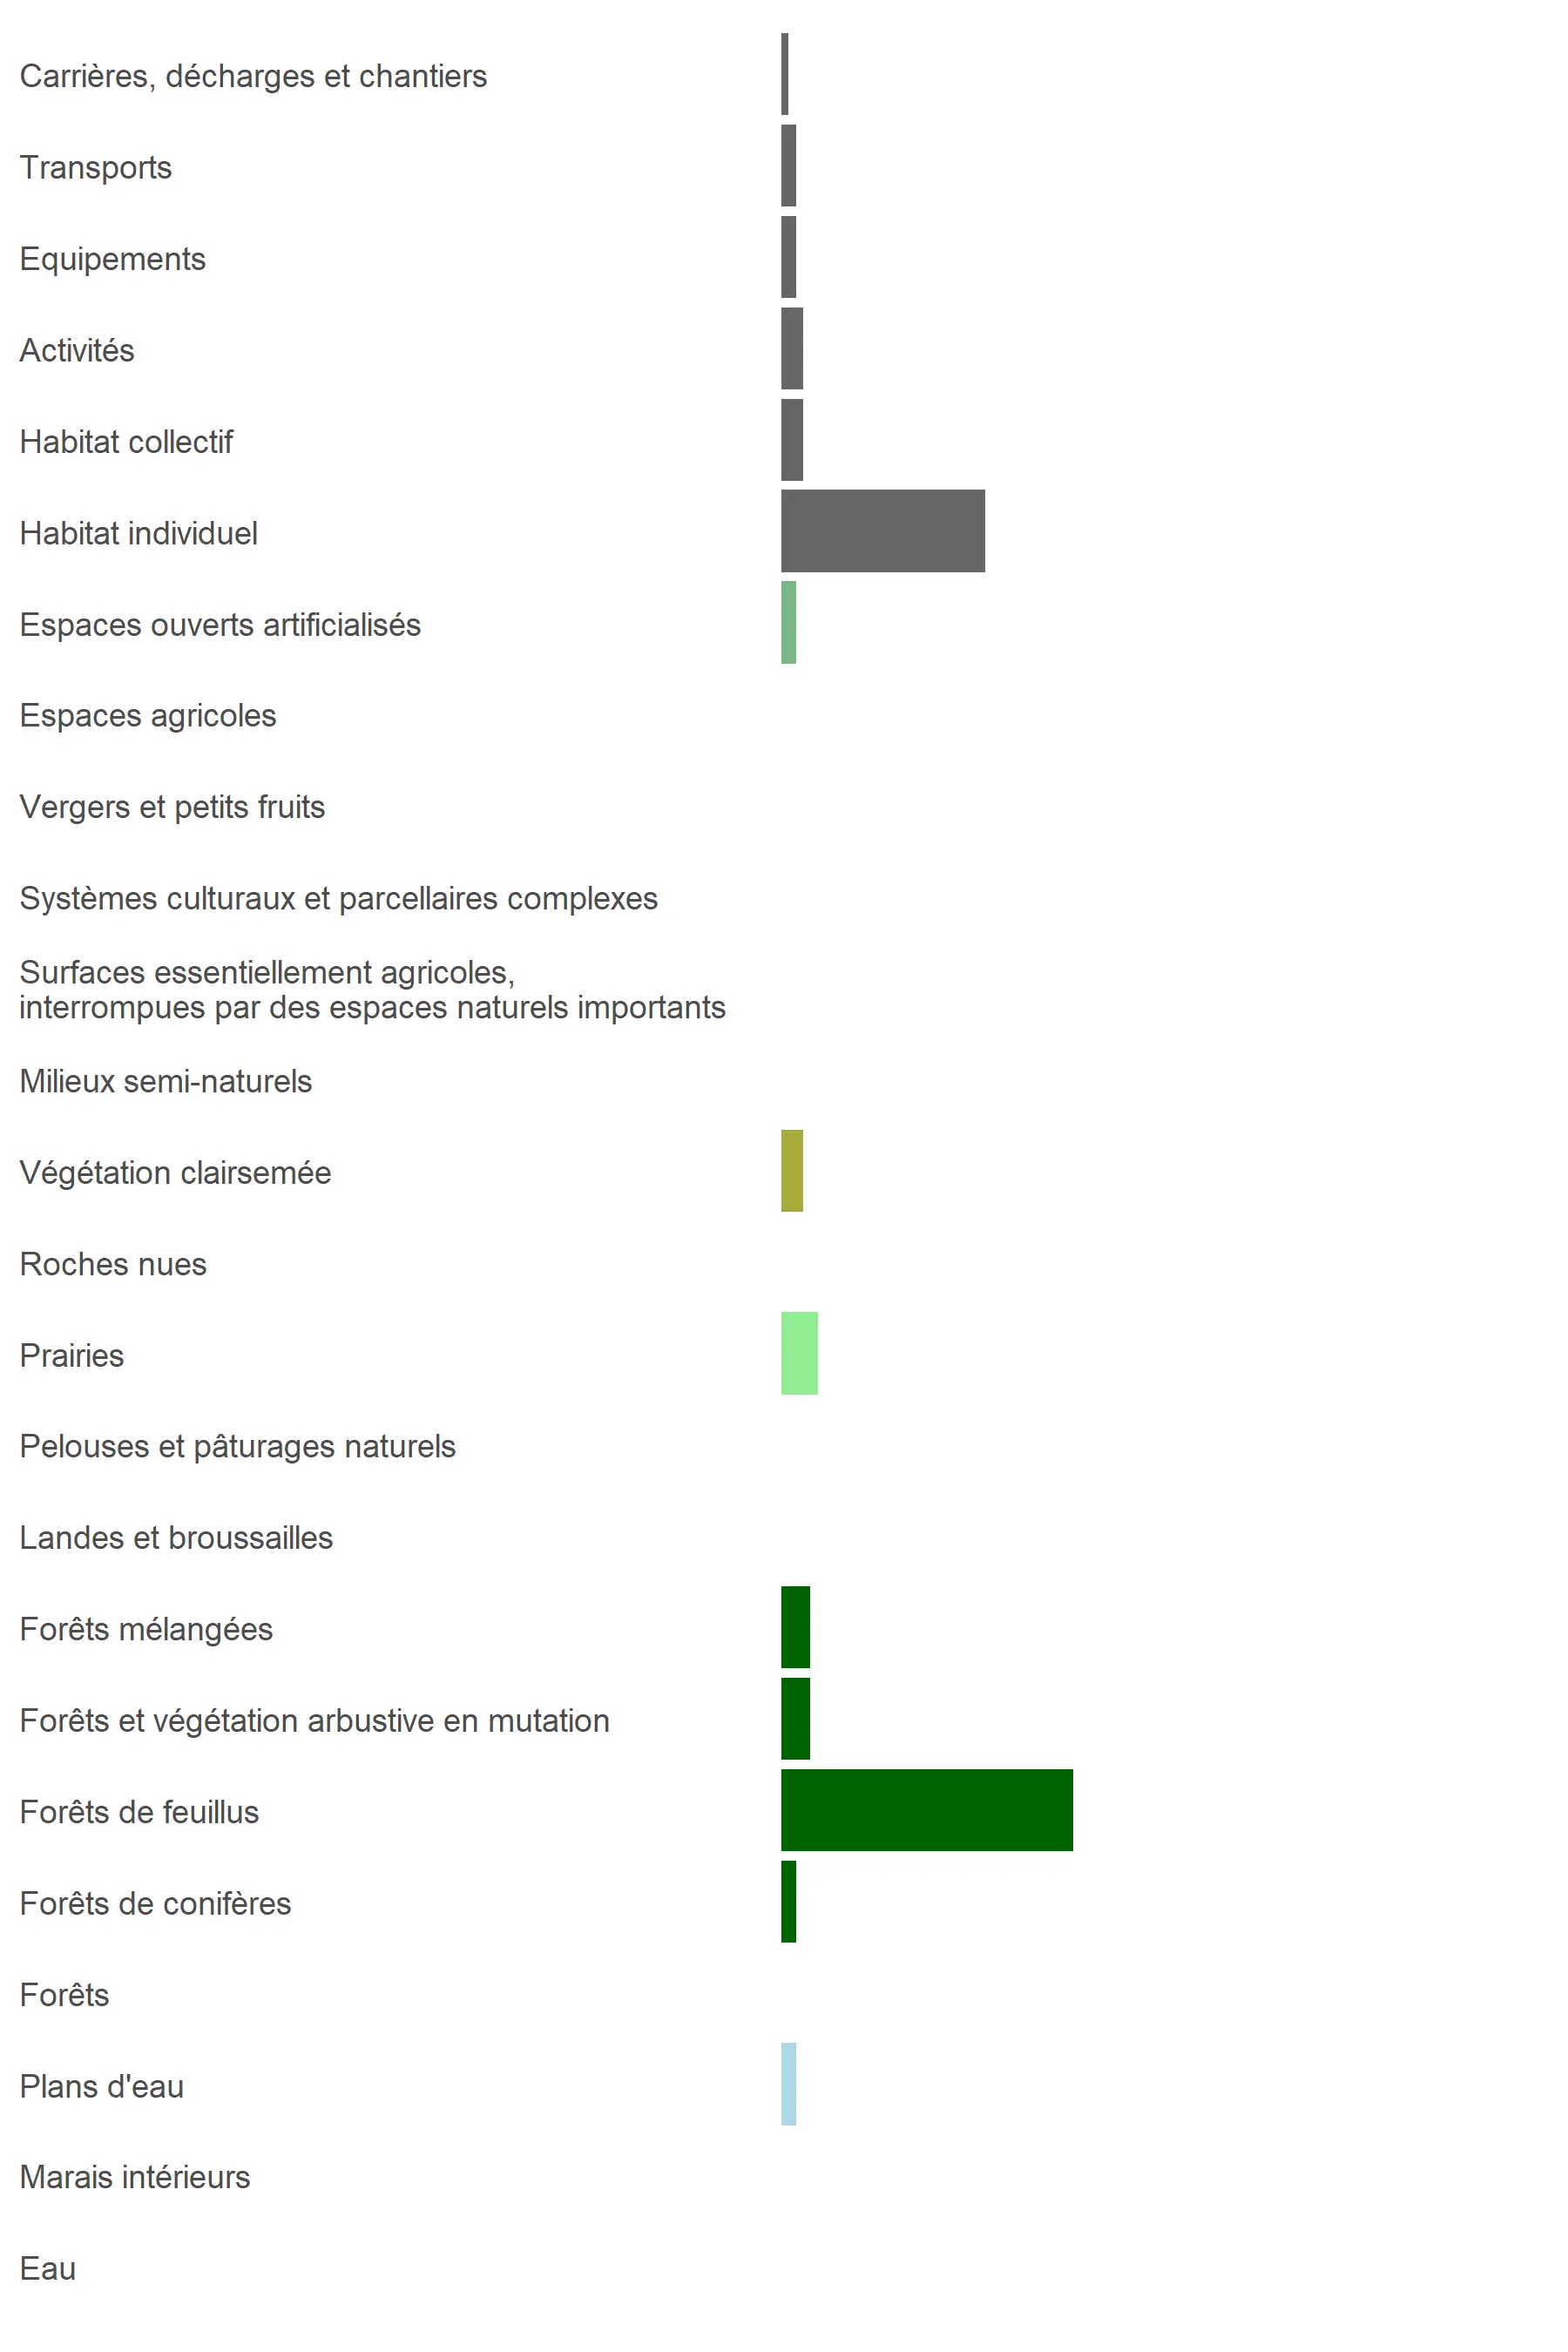 Carrières, décharges et chantiers
Transports
Equipements
Activités
Habitat collectif
Habitat individuel
Espaces ouverts artificialisés
Espaces agricoles
Vergers et petits fruits
Systèmes culturaux et parcellaires complexes
Surfaces essentiellement agricoles,
interrompues par des espaces naturels importants
Milieux semi-naturels
Végétation clairsemée
Roches nues
Prairies
Pelouses et pâturages naturels
Landes et broussailles
Forêts mélangées
Forêts et végétation arbustive en mutation
Forêts de feuillus
Forêts de conifères
Forêts
Plans d'eau
Marais intérieurs
Eau